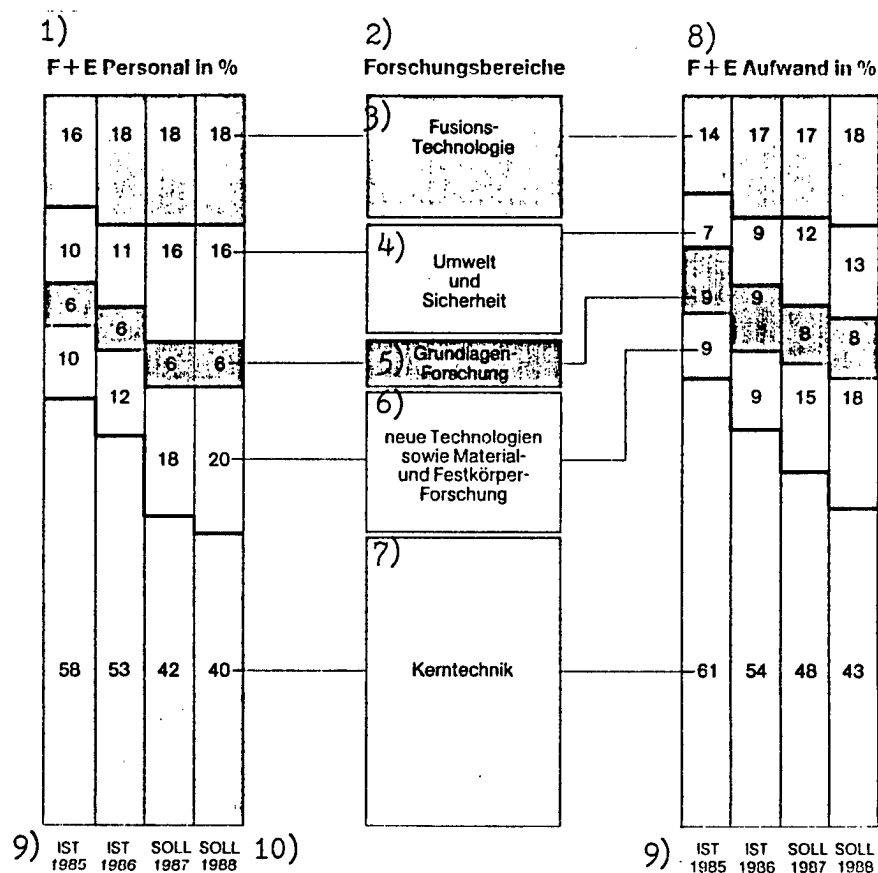 1)
2)
8)
F+E Personal in %
Forschungsbereiche
F+E Aufwand in %
16 18 18 18
3)
Fusions-
Technologie
14 17 17 18
10 11 16 16
4)
Umwelt
und
Sicherheit
7 9 12 13
6 6 6 6
5) Grundlagen-
Forschung
9 9 8 8
10 12 18 20
6)
neue Technologien
sowie Material-
und Festkörper-
Forschung
9 9 15 18
58 53 42 40
7)
Kerntechnik
61 54 48 43
9) IST IST SOLL SOLL 10)
1985 1986 1987 1988
9) IST IST SOLL SOLL
1985 1986 1987 1988